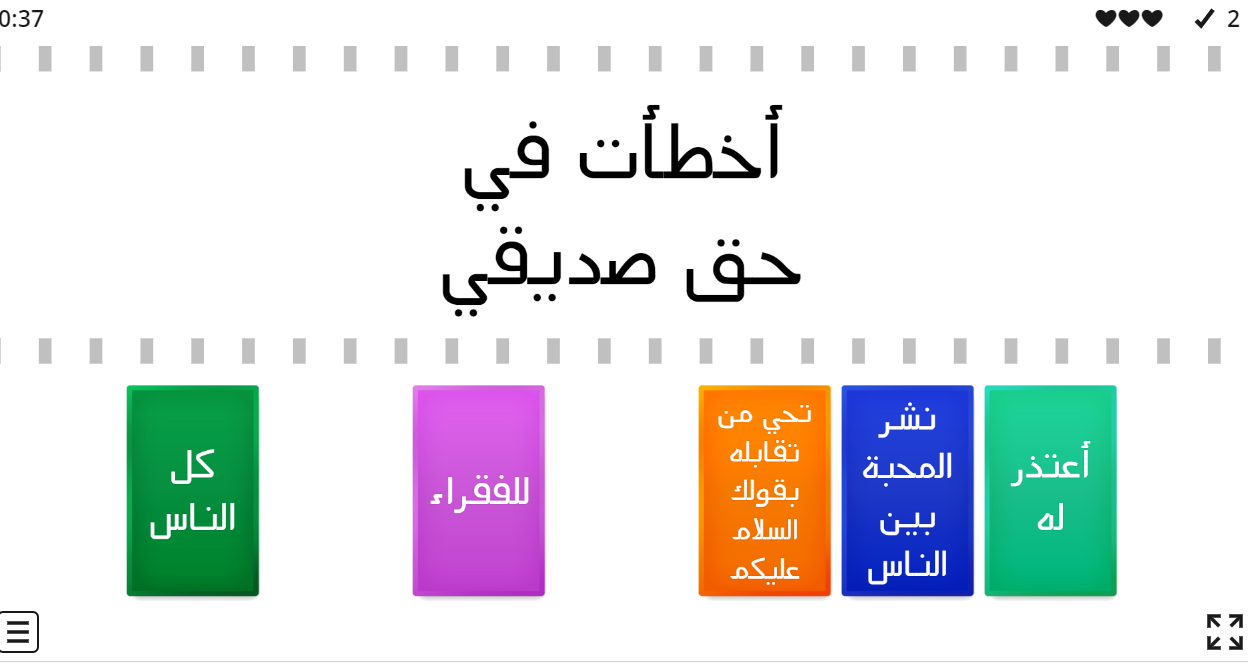 0:37
2
أخطأت في
حق صديقي
كل
الناس
للفقراء
تحي من
تقابله
بقولك
السلام
عليكم
نشر
المحبة
بين
الناس
أعتذر
له